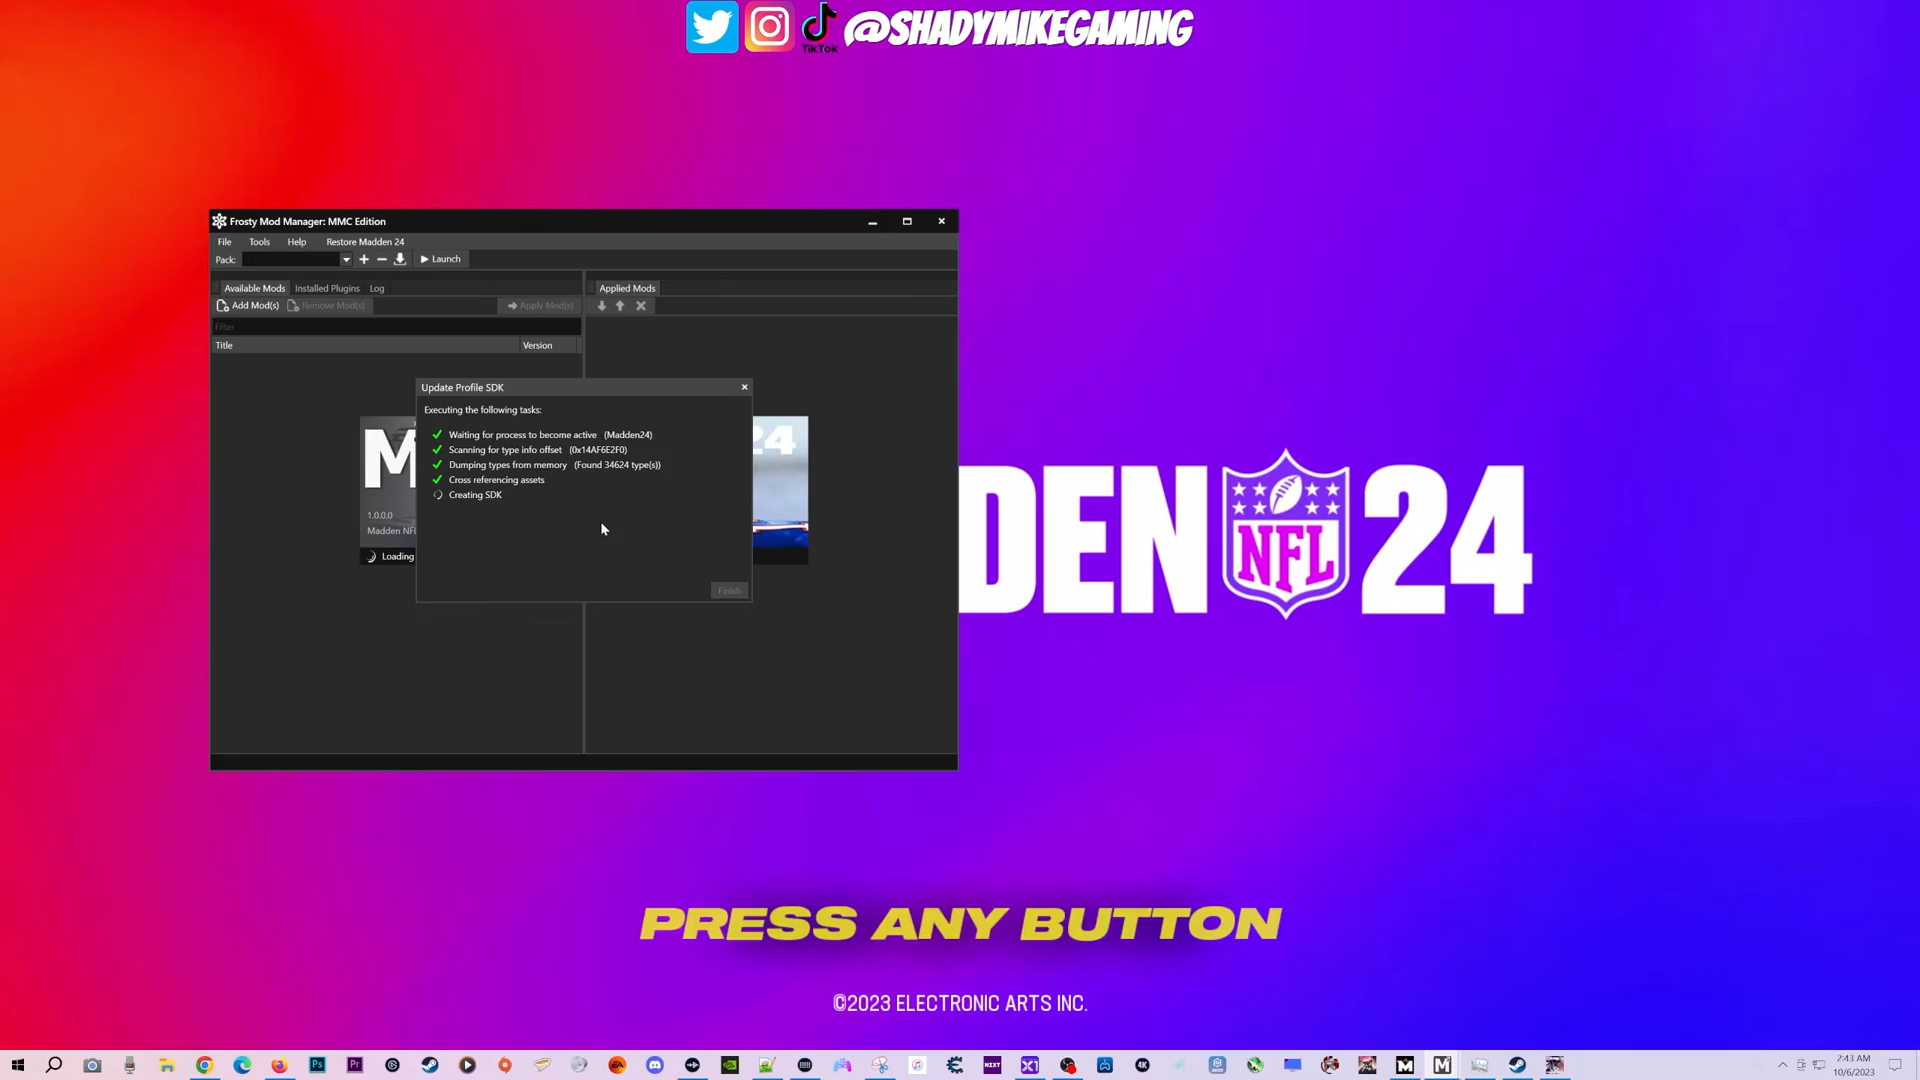 TikTok
@SHADYMIKEGAMING
Frosty Mod Manager: MMC Edition
File Tools Help Restore Madden 24
Pack: Launch
Available Mods Installed Plugins Log
Applied Mods
Add Mod(s) Remove Mod(s) Apply Mod(s)
Filter
Title Version
Update Profile SDK
Executing the following tasks:
Waiting for process to become active (Madden24)
Scanning for type info offset (0x14AF6E2F0)
Dumping types from memory (Found 34624 type(s))
Cross referencing assets
Creating SDK
Finish
M
24
1.0.0.0
Madden NF
Loading
DEN NFL 24
PRESS ANY BUTTON
©2023 ELECTRONIC ARTS INC.
2:43 AM
10/6/2023